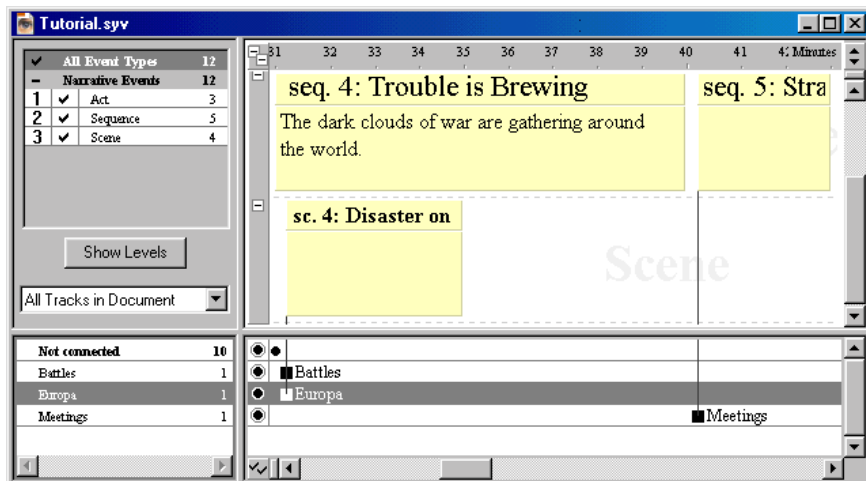 Tutorial.syv
All Event Types 12
Narrative Events 12
1 Act 3
2 Sequence 5
3 Scene 4
Show Levels
All Tracks in Document
31 32 33 34 35 36 37 38 39 40 41 42 Minutes
seq. 4: Trouble is Brewing
seq. 5: Stra
The dark clouds of war are gathering around
the world.
sc. 4: Disaster on
Scene
Not connected 10
Battles 1
Europa 1
Meetings 1
Battles
Europa
Meetings